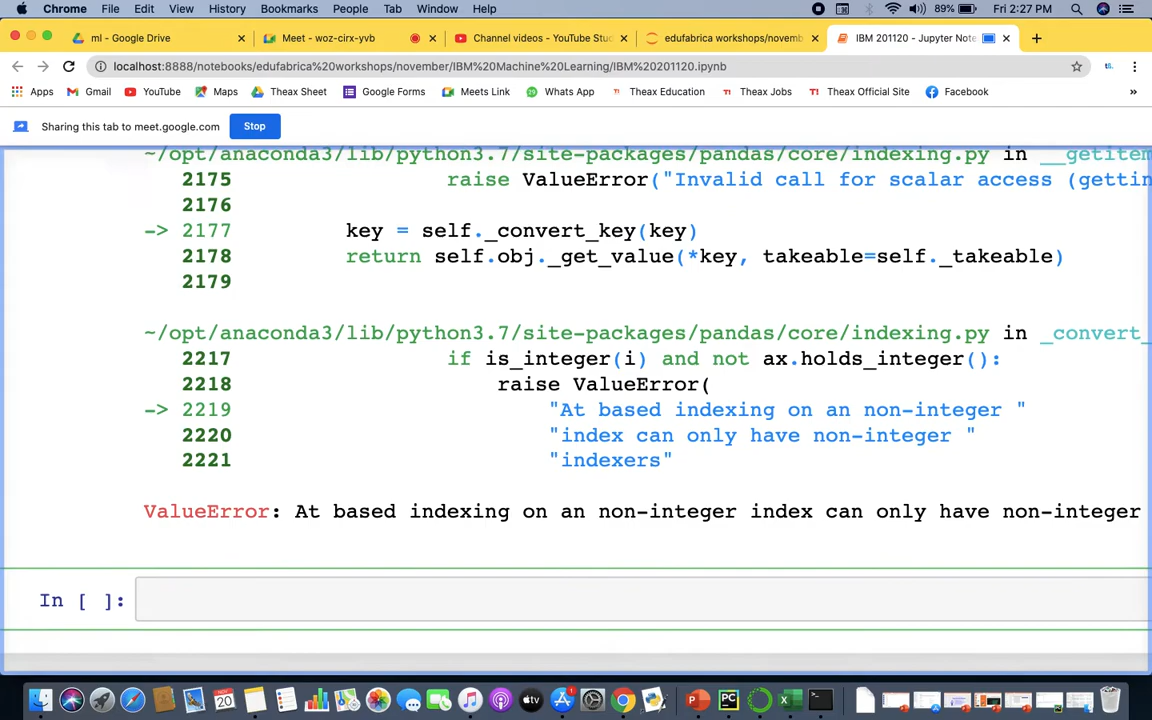 Chrome File Edit View History Bookmarks People Tab Window Help 89% Fri 2:27 PM
ml - Google Drive Meet - woz-cirx-yvb Channel videos - YouTube Stu edufabrica workshops/novemb IBM 201120 - Jupyter Note
localhost:8888/notebooks/edufabrica%20workshops/november/IBM%20Machine%20Learning/IBM%20201120.ipynb
Apps Gmail YouTube Maps Theax Sheet Google Forms Meets Link Whats App Theax Education Theax Jobs Theax Official Site Facebook »
Sharing this tab to meet.google.com Stop
~/opt/anaconda3/lib/python3.7/site-packages/pandas/core/indexing.py in __getitem
2175 raise ValueError("Invalid call for scalar access (gettin
2176
-> 2177 key = self._convert_key(key)
2178 return self.obj._get_value(*key, takeable=self._takeable)
2179
~/opt/anaconda3/lib/python3.7/site-packages/pandas/core/indexing.py in _convert_
2217 if is_integer(i) and not ax.holds_integer():
2218 raise ValueError(
-> 2219 "At based indexing on an non-integer "
2220 "index can only have non-integer "
2221 "indexers"
ValueError: At based indexing on an non-integer index can only have non-integer
In [ ]:
NOV
20